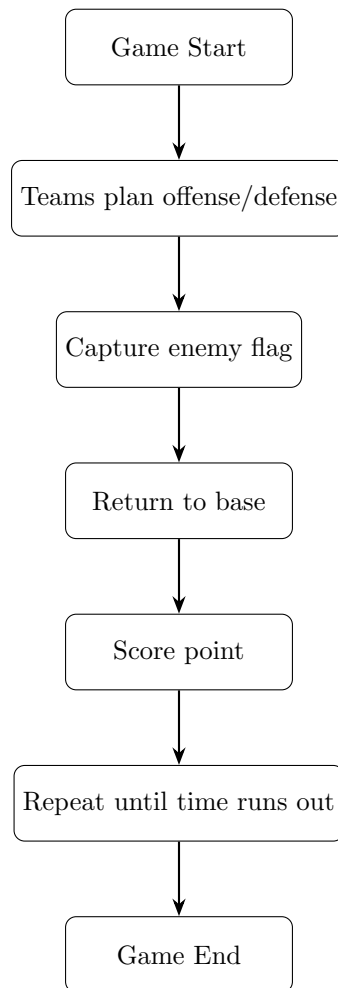 Game Start
Teams plan offense/defense
Capture enemy flag
Return to base
Score point
Repeat until time runs out
Game End